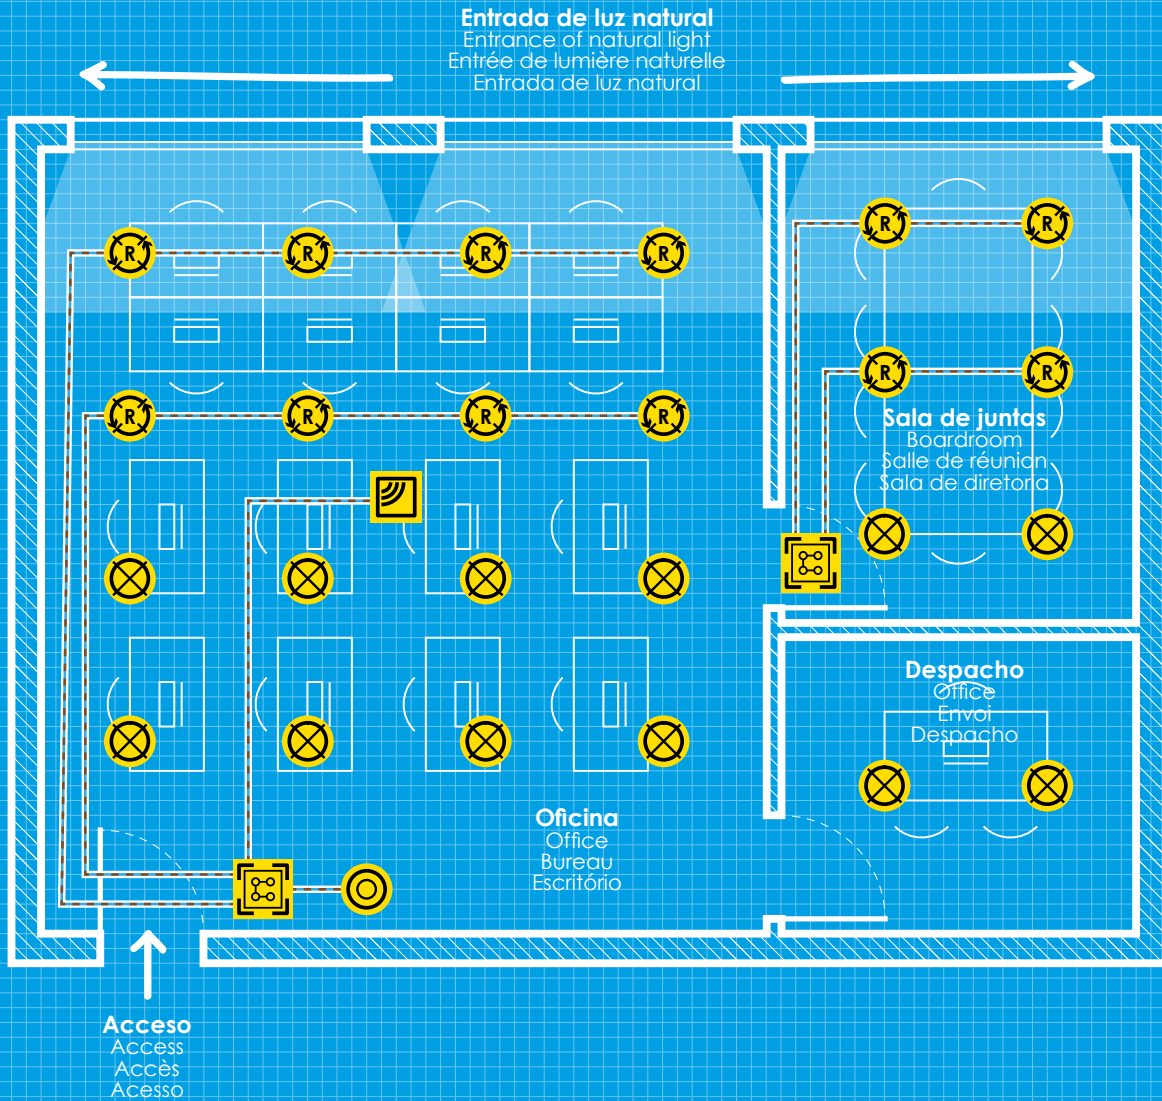 Entrada de luz natural
Entrance of natural light
Entrée de lumière naturelle
Entrada de luz natural
R
R
R
R
R
R
R
R
R
R
R
R
Sala de juntas
Boardroom
Salle de réunion
Sala de diretoria
Despacho
Office
Envoi
Despacho
Oficina
Office
Bureau
Escritório
Acceso
Access
Accès
Acesso